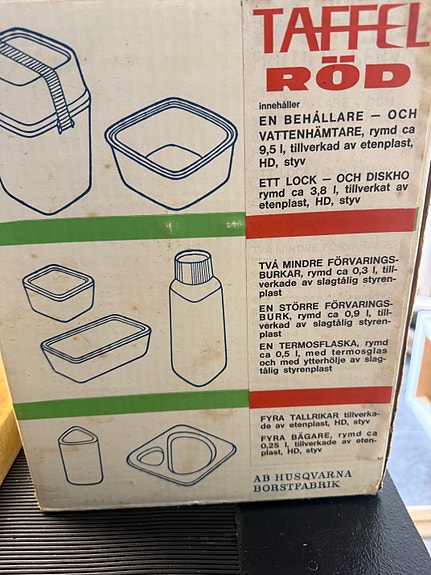 TAFFEL
RÖD
innehåller
EN BEHÅLLARE – OCH
VATTENHÄMTARE, rymd ca
9,5 l, tillverkad av etenplast,
HD, styv
ETT LOCK – OCH DISKHO
rymd ca 3,8 l, tillverkat av
etenplast, HD, styv
TVÅ MINDRE FÖRVARINGS-
BURKAR, rymd ca 0,3 l, till-
verkade av slagtålig styren-
plast
EN STÖRRE FÖRVARINGS-
BURK, rymd ca 0,9 l, till-
verkad av slagtålig styrenplast
EN TERMOSFLASKA, rymd
ca 0,5 l, med termosglas
och med ytterhölje av slag-
tålig styrenplast
FYRA TALLRIKAR tillverka-
de av etenplast, HD, styv
FYRA BÄGARE, rymd ca
0,25 l, tillverkade av eten-
plast, HD, styv
AB HUSQVARNA
BORSTFABRIK